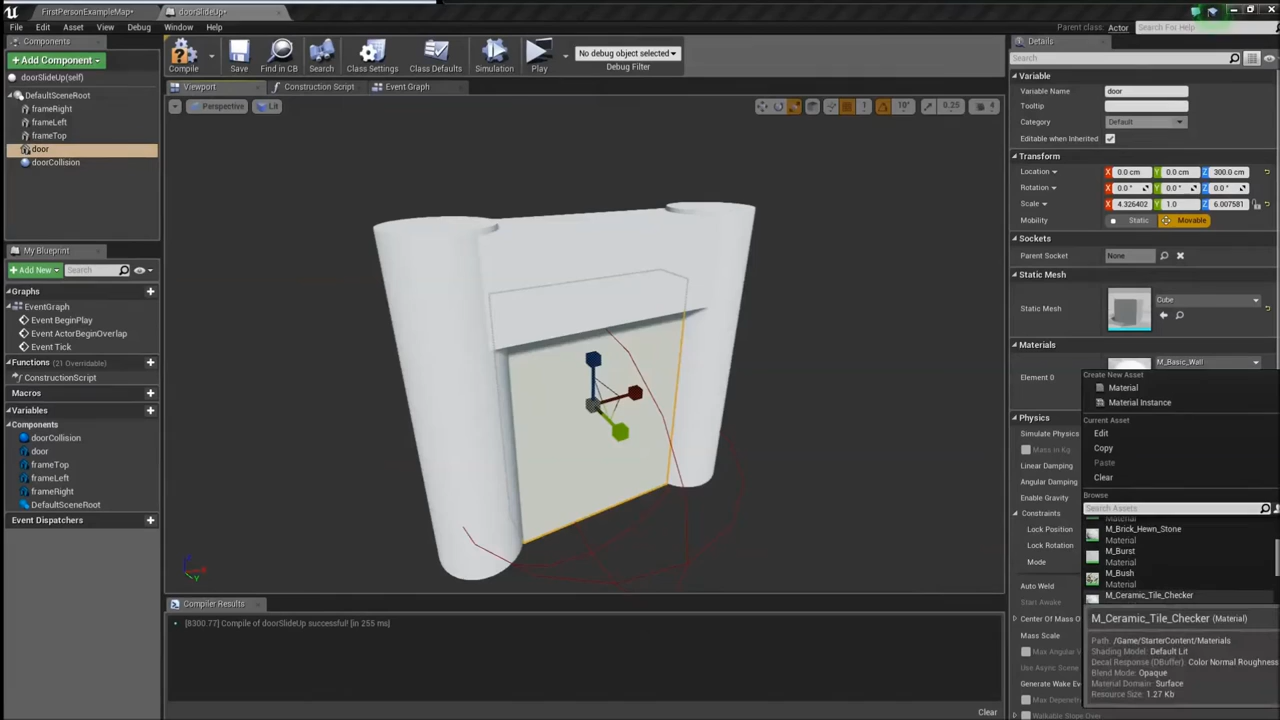 FirstPersonExampleMap*
doorSlideUp*
File Edit Asset View Debug Window Help
Parent class: Actor
Search For Help
Components
+ Add Component
doorSlideUp(self)
DefaultSceneRoot
frameRight
frameLeft
frameTop
door
doorCollision
Compile
Save
Find in CB
Search
Class Settings
Class Defaults
Simulation
Play
No debug object selected
Debug Filter
Viewport
Construction Script
Event Graph
Perspective
Lit
1
10°
0.25
4
My Blueprint
+ Add New
Search
Graphs
EventGraph
Event BeginPlay
Event ActorBeginOverlap
Event Tick
Functions (21 Overridable)
ConstructionScript
Macros
Variables
Components
doorCollision
door
frameTop
frameLeft
frameRight
DefaultSceneRoot
Event Dispatchers
Compiler Results
[8300.77] Compile of doorSlideUp successful! [in 255 ms]
Clear
Details
Search
Variable
Variable Name door
Tooltip
Category Default
Editable when Inherited
Transform
Location X 0.0 cm Y 0.0 cm Z 300.0 cm
Rotation X 0.0 ° Y 0.0 ° Z 0.0 °
Scale X 4.326402 Y 1.0 Z 6.007581
Mobility Static Movable
Sockets
Parent Socket None
Static Mesh
Static Mesh Cube
Materials
Element 0 M_Basic_Wall
Physics
Simulate Physics
Mass in Kg
Linear Damping
Angular Damping
Enable Gravity
Constraints
Lock Position
Lock Rotation
Mode
Auto Weld
Start Awake
Center Of Mass O
Mass Scale
Max Angular V
Use Async Scene
Generate Wake Ev
Max Depenetr
Walkable Slope Over
Create New Asset
Material
Material Instance
Current Asset
Edit
Copy
Paste
Clear
Browse
Search Assets
Material
M_Brick_Hewn_Stone
Material
M_Burst
Material
M_Bush
Material
M_Ceramic_Tile_Checker
M_Ceramic_Tile_Checker (Material)
Path: /Game/StarterContent/Materials
Shading Model: Default Lit
Decal Response (DBuffer): Color Normal Roughness
Blend Mode: Opaque
Material Domain: Surface
Resource Size: 1.27 Kb